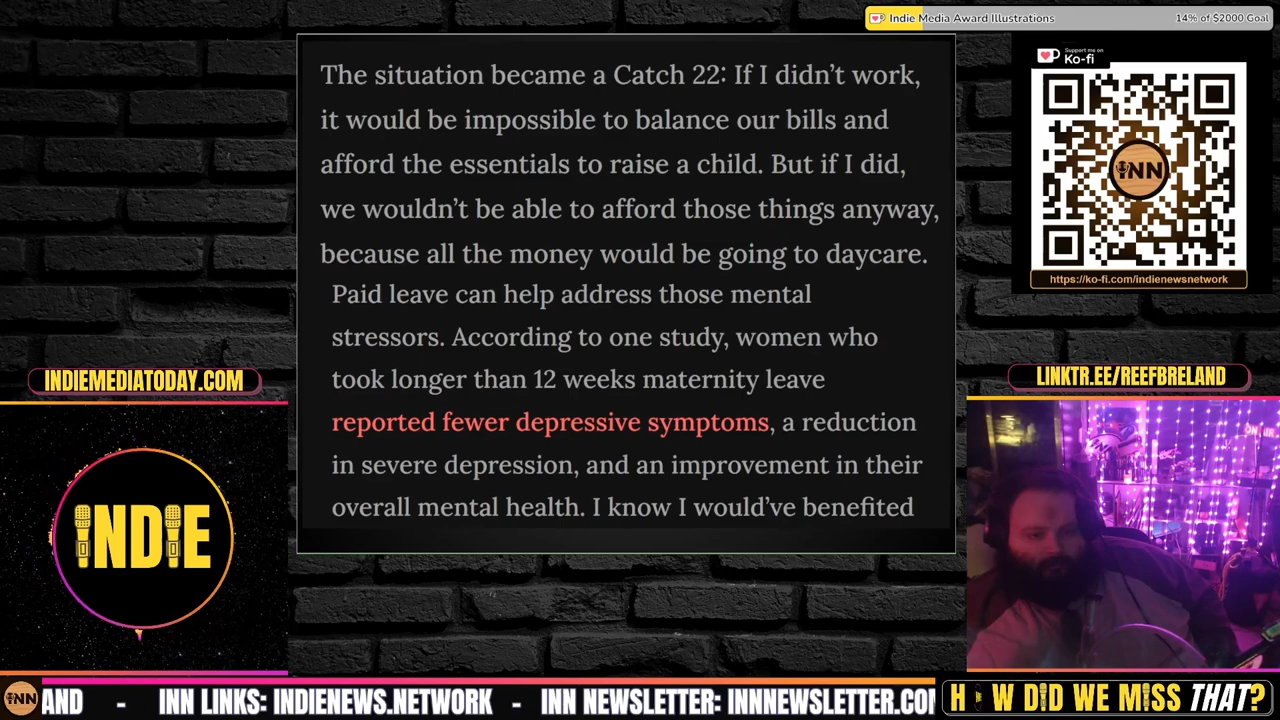 Indie Media Award Illustrations
14% of $2000 Goal
The situation became a Catch 22: If I didn’t work,
it would be impossible to balance our bills and
afford the essentials to raise a child. But if I did,
we wouldn’t be able to afford those things anyway,
because all the money would be going to daycare.
Paid leave can help address those mental
stressors. According to one study, women who
took longer than 12 weeks maternity leave
reported fewer depressive symptoms, a reduction
in severe depression, and an improvement in their
overall mental health. I know I would’ve benefited
Support me on
Ko-fi
INN
https://ko-fi.com/indienewsnetwork
INDIEMEDIATODAY.COM
LINKTR.EE/REEFBRELAND
INDIE
ON AIR
INN
AND - INN LINKS: INDIENEWS.NETWORK - INN NEWSLETTER: INNNEWSLETTER.COM
HOW DID WE MISS THAT?